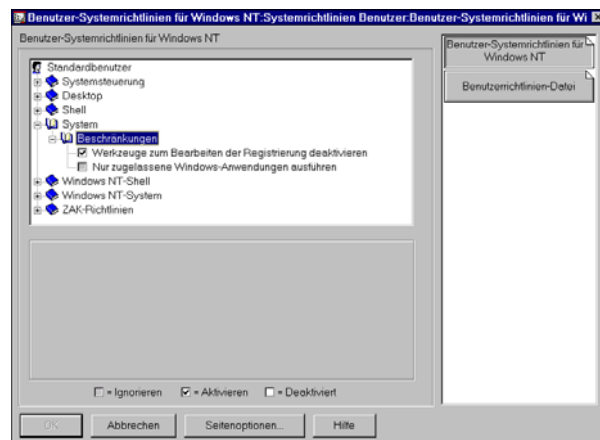 Benutzer-Systemrichtlinien für Windows NT:Systemrichtlinien Benutzer:Benutzer-Systemrichtlinien für Wi
Benutzer-Systemrichtlinien für Windows NT
Standardbenutzer
Systemsteuerung
Desktop
Shell
System
Beschränkungen
Werkzeuge zum Bearbeiten der Registrierung deaktivieren
Nur zugelassene Windows-Anwendungen ausführen
Windows NT-Shell
Windows NT-System
ZAK-Richtlinien
= Ignorieren = Aktivieren = Deaktiviert
OK Abbrechen Seitenoptionen... Hilfe
Benutzer-Systemrichtlinien für
Windows NT
Benutzerrichtlinien-Datei